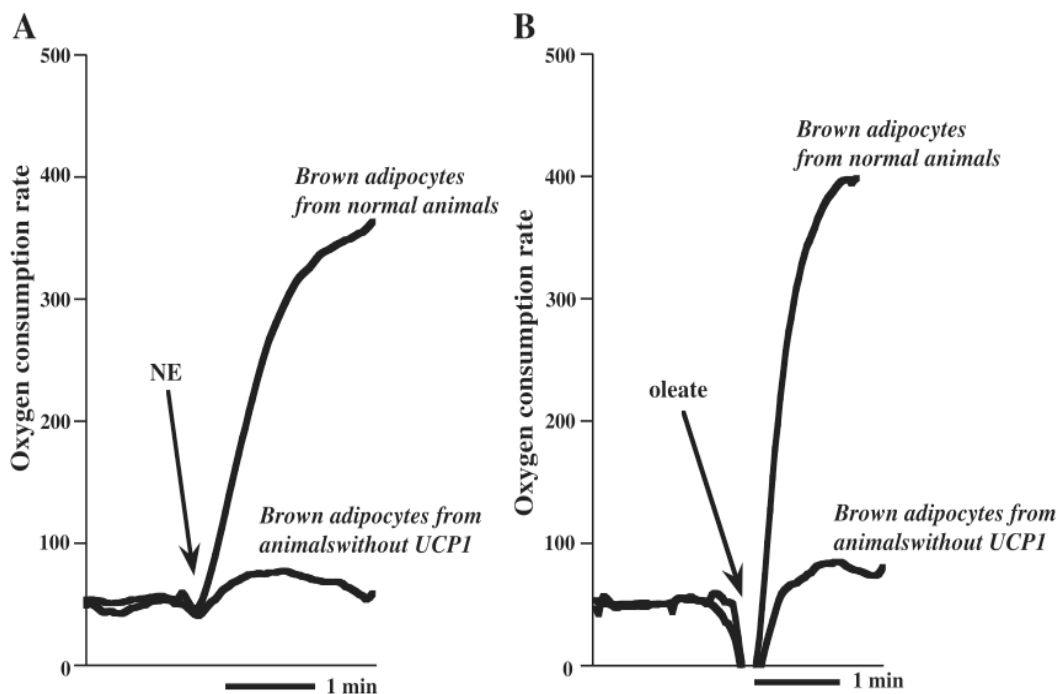 A
Oxygen consumption rate
500
400
300
200
100
0
Brown adipocytes
from normal animals
NE
Brown adipocytes from
animalswithout UCP1
1 min
B
Oxygen consumption rate
500
400
300
200
100
0
Brown adipocytes
from normal animals
oleate
Brown adipocytes from
animalswithout UCP1
1 min